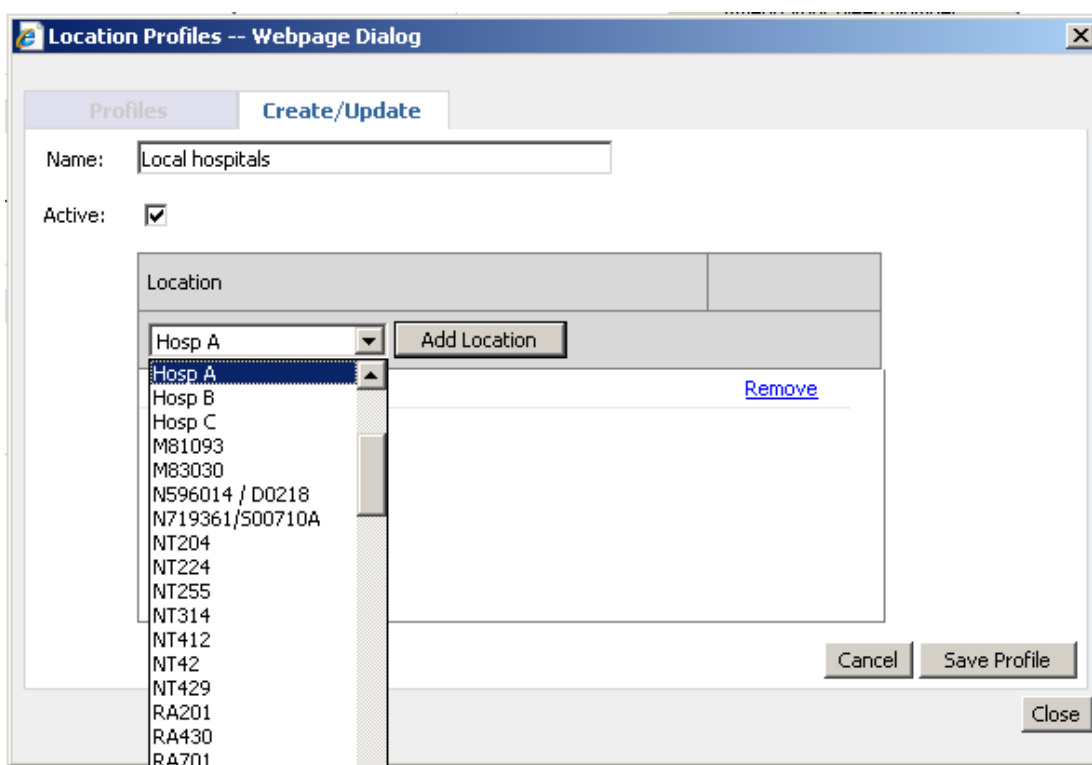 Location Profiles -- Webpage Dialog
Profiles
Create/Update
Name: Local hospitals
Active:
Location
Hosp A Add Location
Hosp A
Remove
Hosp B
Hosp C
M81093
M83030
N596014 / D0218
N719361/S00710A
NT204
NT224
NT255
NT314
NT412
NT42
Cancel Save Profile
NT429
RA201
Close
RA430
RA701